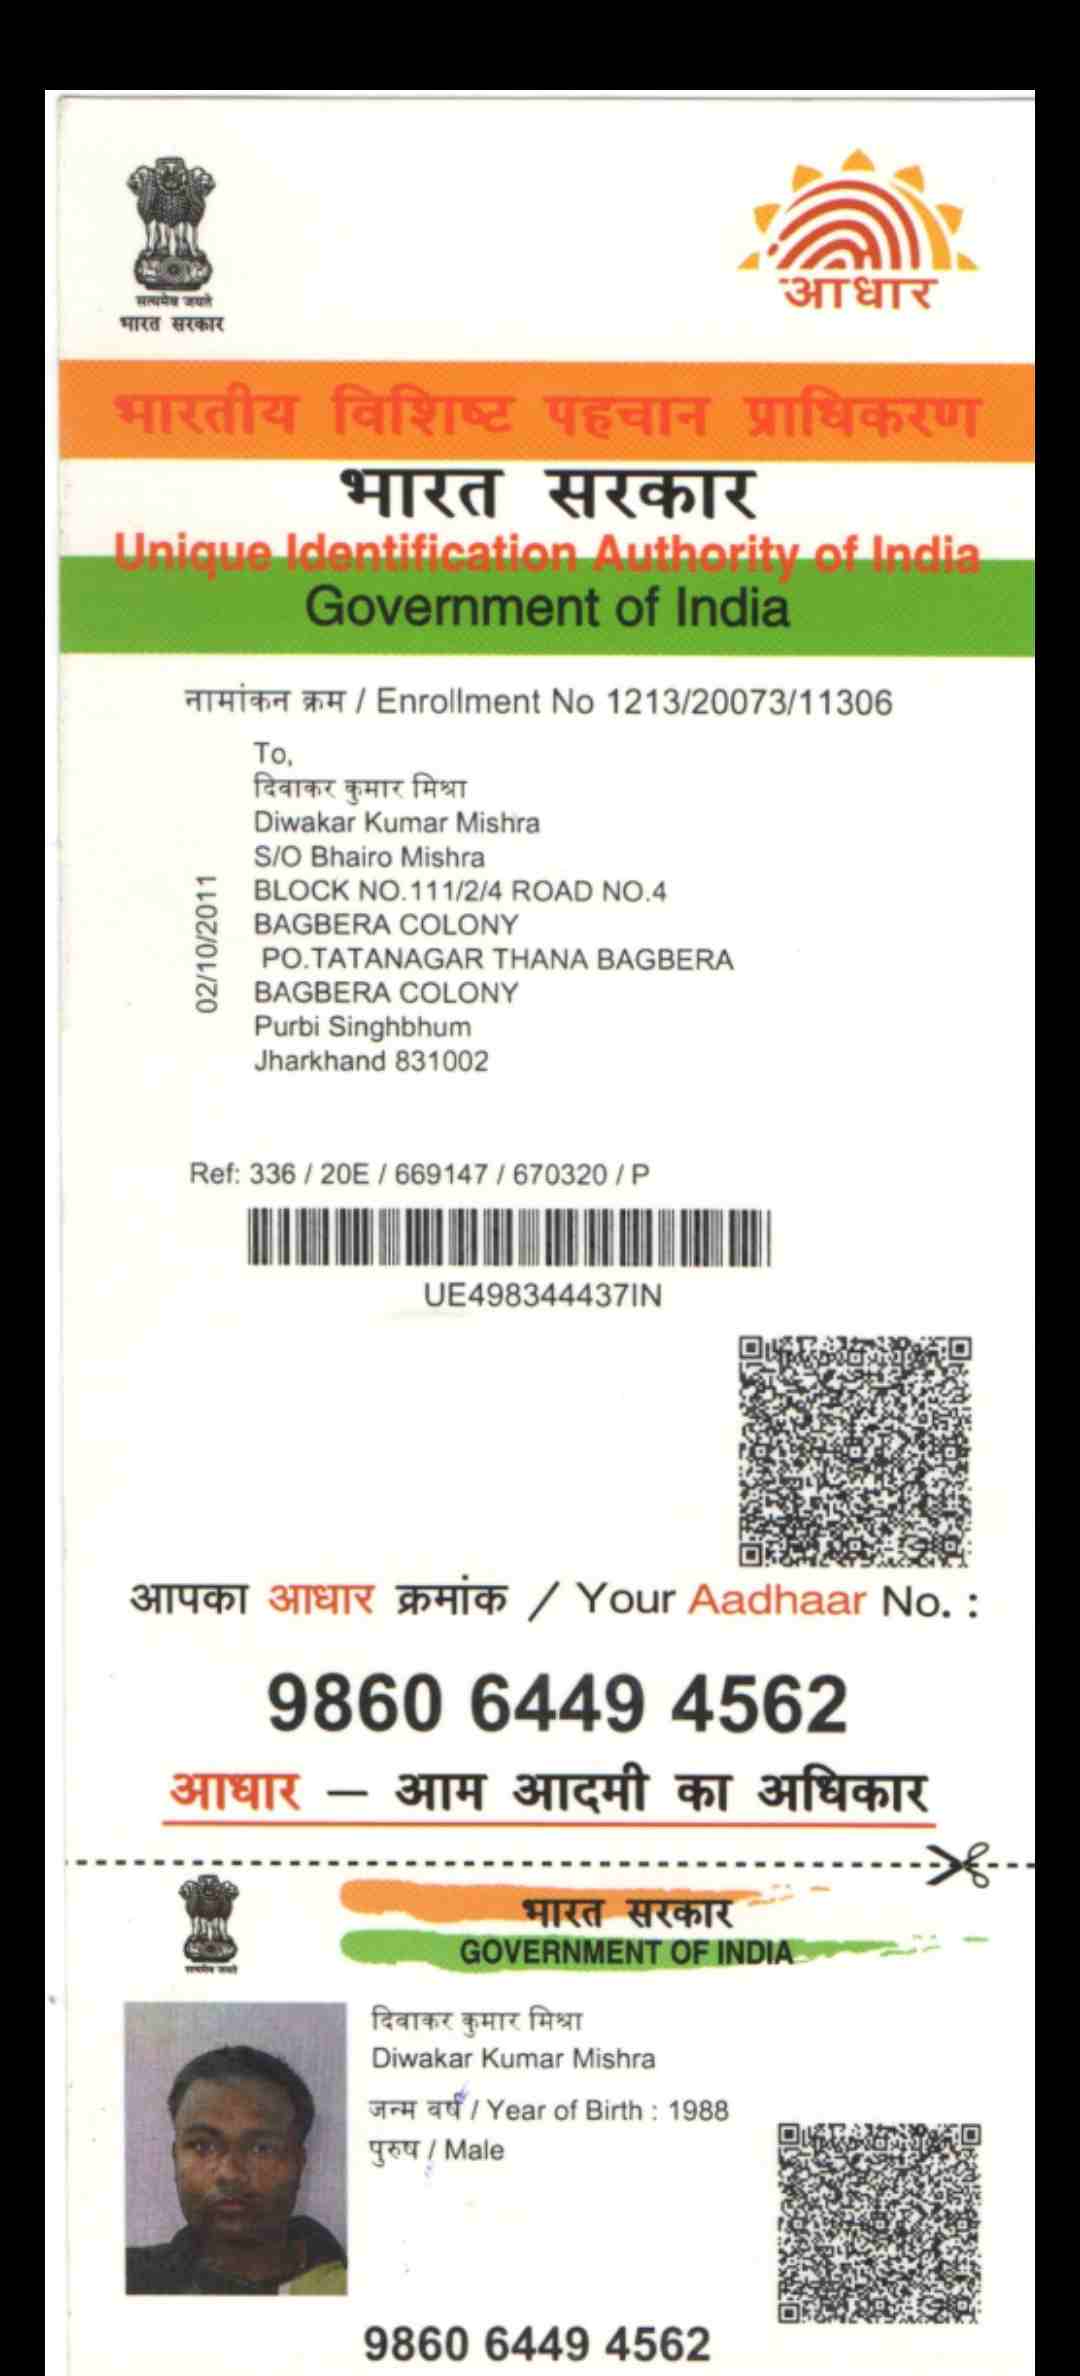 सत्यमेव जयते
भारत सरकार
आधार
भारतीय विशिष्ट पहचान प्राधिकरण
भारत सरकार
Unique Identification Authority of India
Government of India
नामांकन क्रम / Enrollment No 1213/20073/11306
To,
दिवाकर कुमार मिश्रा
Diwakar Kumar Mishra
S/O Bhairo Mishra
BLOCK NO.111/2/4 ROAD NO.4
BAGBERA COLONY
PO.TATANAGAR THANA BAGBERA
BAGBERA COLONY
Purbi Singhbhum
Jharkhand 831002
02/10/2011
Ref: 336 / 20E / 669147 / 670320 / P
UE498344437IN
आपका आधार क्रमांक / Your Aadhaar No. :
9860 6449 4562
आधार – आम आदमी का अधिकार
सत्यमेव जयते
भारत सरकार
GOVERNMENT OF INDIA
दिवाकर कुमार मिश्रा
Diwakar Kumar Mishra
जन्म वर्ष / Year of Birth : 1988
पुरुष / Male
9860 6449 4562